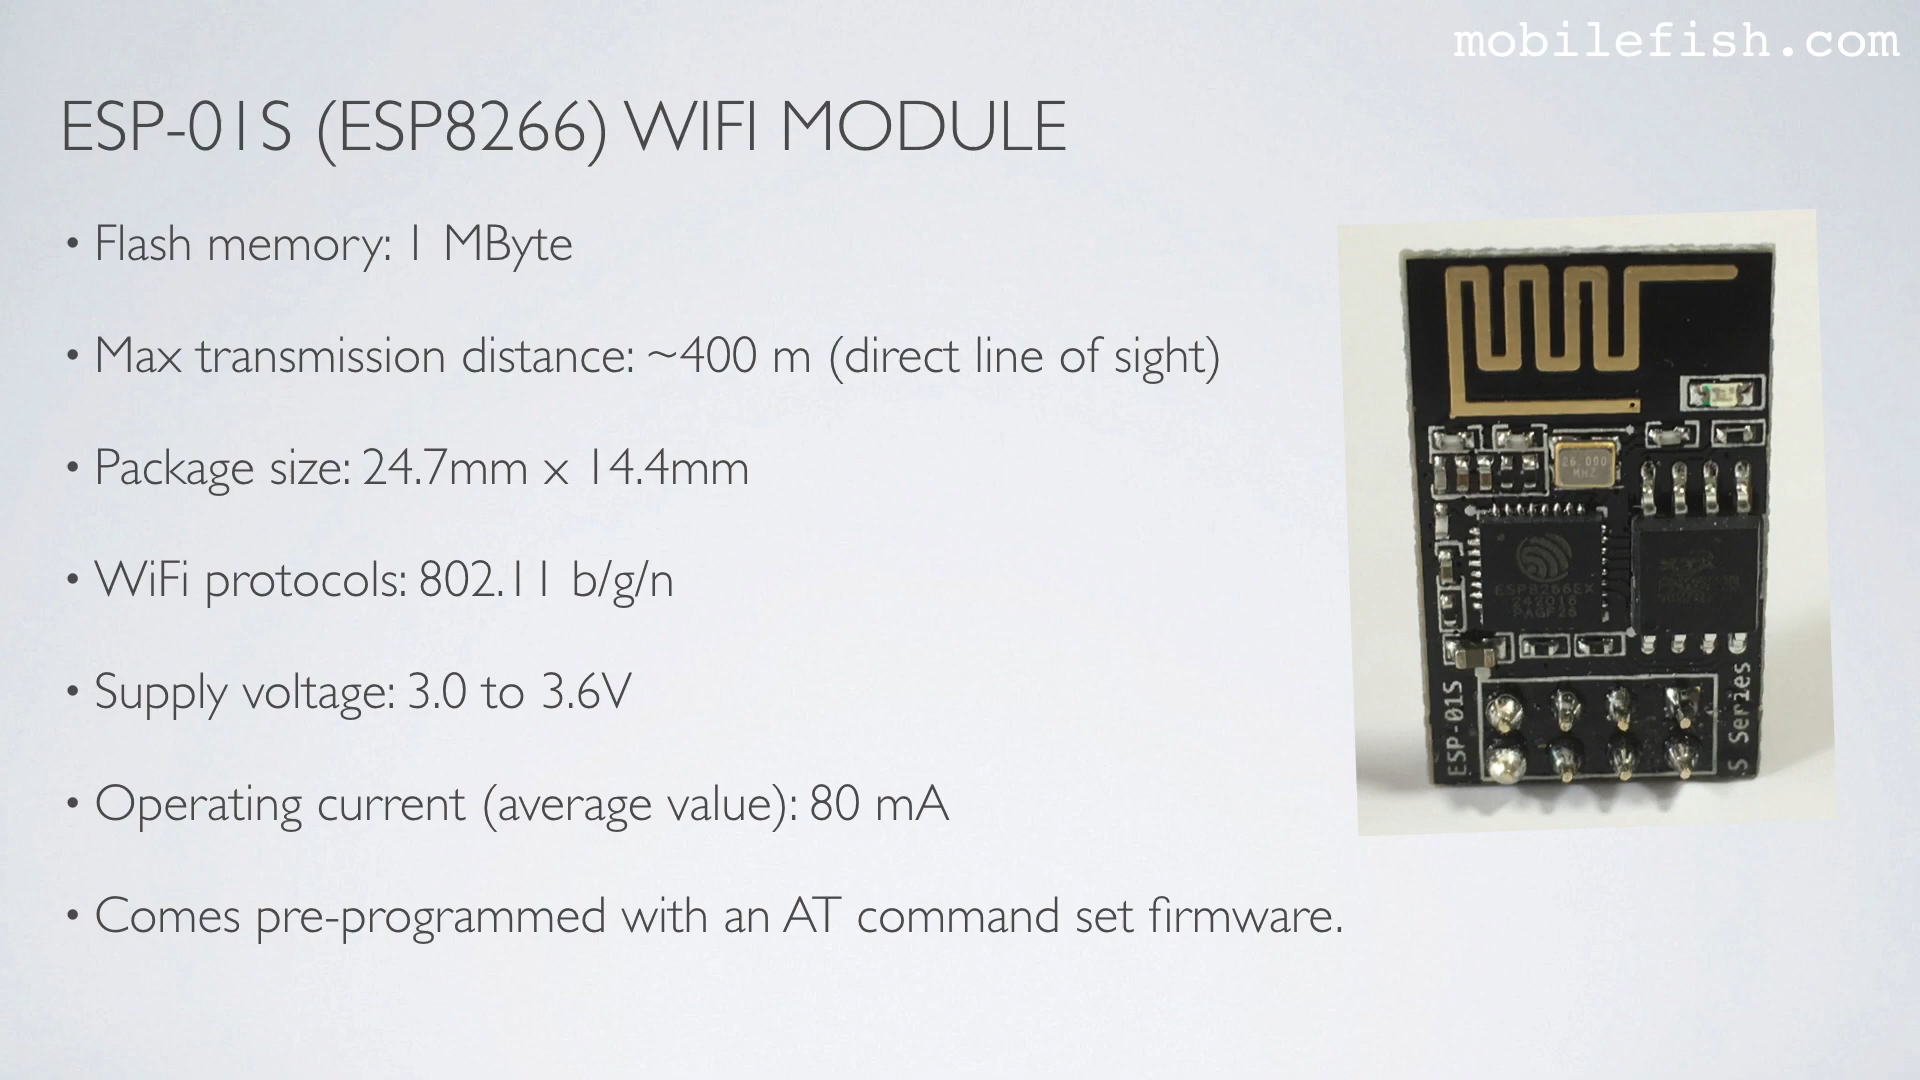 mobilefish.com
ESP-01S (ESP8266) WIFI MODULE
• Flash memory: 1 MByte
• Max transmission distance: ~400 m (direct line of sight)
• Package size: 24.7mm x 14.4mm
• WiFi protocols: 802.11 b/g/n
• Supply voltage: 3.0 to 3.6V
• Operating current (average value): 80 mA
• Comes pre-programmed with an AT command set firmware.
26.000
MHZ
ESP8266EX
242016
ESP-01S
S Series